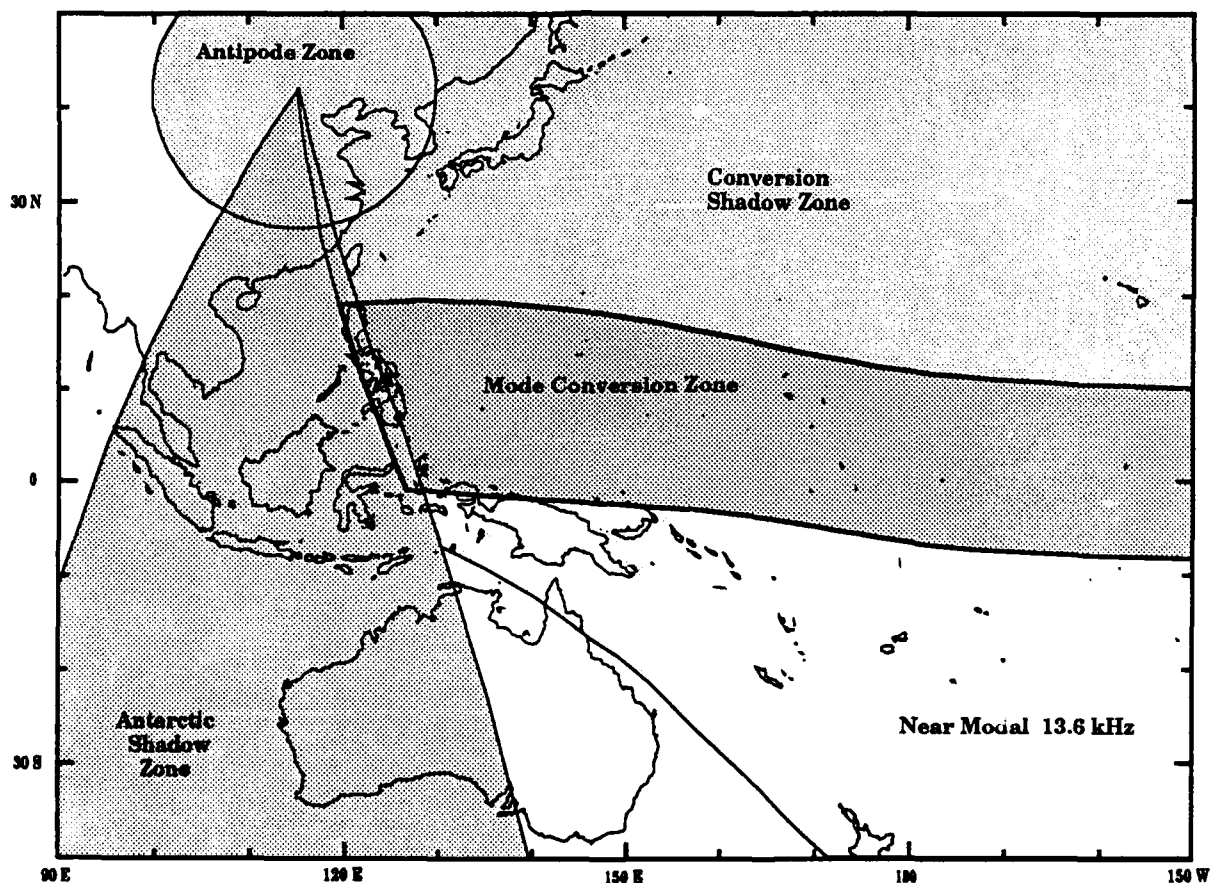 Antipode Zone
30 N
Conversion
Shadow Zone
Mode Conversion Zone
0
Antarctic
Shadow
Zone
Near Modal 13.6 kHz
30 S
90 E
120 E
150 E
180
150 W